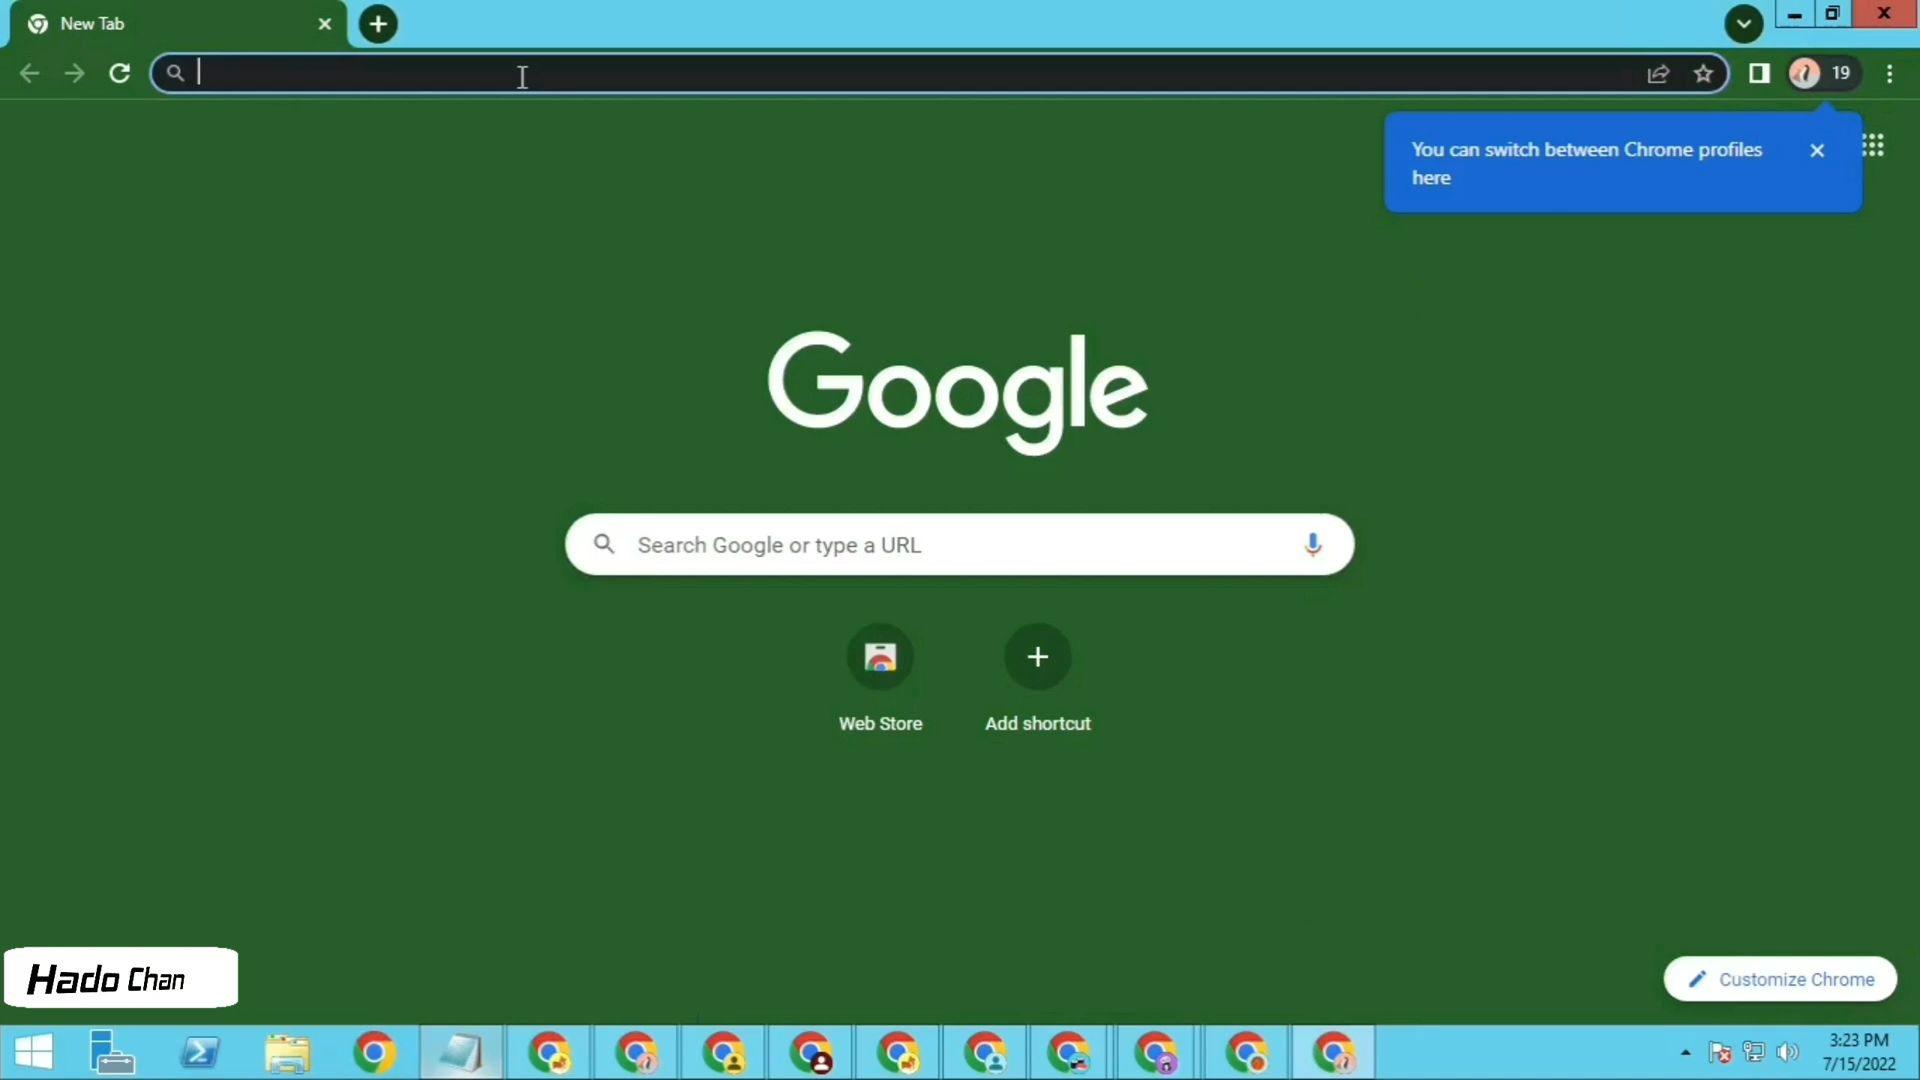 New Tab
19
You can switch between Chrome profiles
here
Google
Search Google or type a URL
Web Store
Add shortcut
Hado Chan
Customize Chrome
3:23 PM
7/15/2022